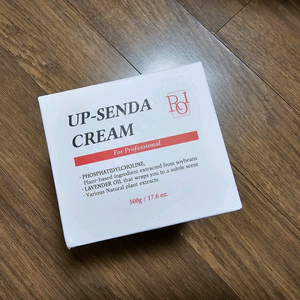 UP-SENDA
CREAM
For Professional
· PHOSPHATIDYLCHOLINE,
Plant-based ingredient extracted from soybeans
· LAVENDER OIL that wraps you in a subtle scent
· Various Natural plant extracts
500g / 17.6 oz.